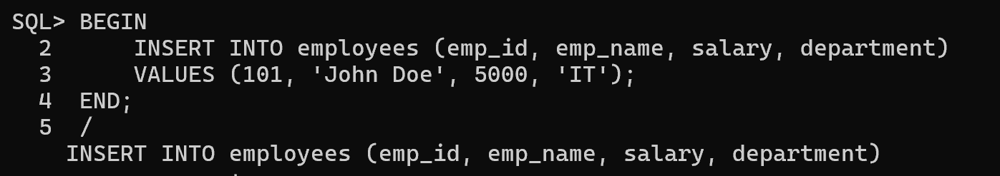 SQL> BEGIN
2 INSERT INTO employees (emp_id, emp_name, salary, department)
3 VALUES (101, 'John Doe', 5000, 'IT');
4 END;
5 /
INSERT INTO employees (emp_id, emp_name, salary, department)